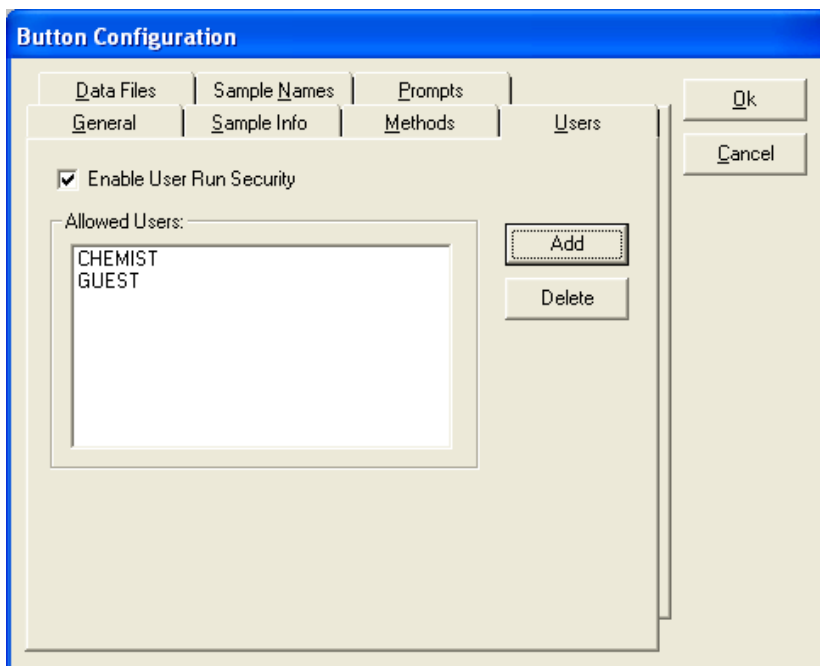 Button Configuration
Data Files Sample Names Prompts
General Sample Info Methods Users
Ok
Cancel
Enable User Run Security
Allowed Users:
CHEMIST
GUEST
Add
Delete